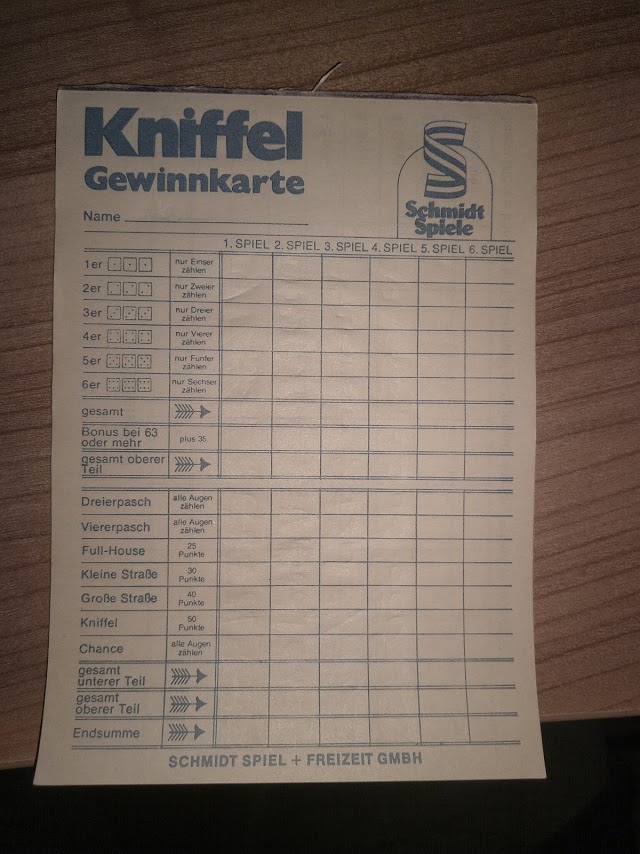 Kniffel
Gewinnkarte
Schmidt
Spiele
Name
1. SPIEL 2. SPIEL 3. SPIEL 4. SPIEL 5. SPIEL 6. SPIEL
1er nur Einser zählen
2er nur Zweier zählen
3er nur Dreier zählen
4er nur Vierer zählen
5er nur Fünfer zählen
6er nur Sechser zählen
gesamt
Bonus bei 63 oder mehr plus 35
gesamt oberer Teil
Dreierpasch alle Augen zählen
Viererpasch alle Augen zählen
Full-House 25 Punkte
Kleine Straße 30 Punkte
Große Straße 40 Punkte
Kniffel 50 Punkte
Chance alle Augen zählen
gesamt unterer Teil
gesamt oberer Teil
Endsumme
SCHMIDT SPIEL + FREIZEIT GMBH